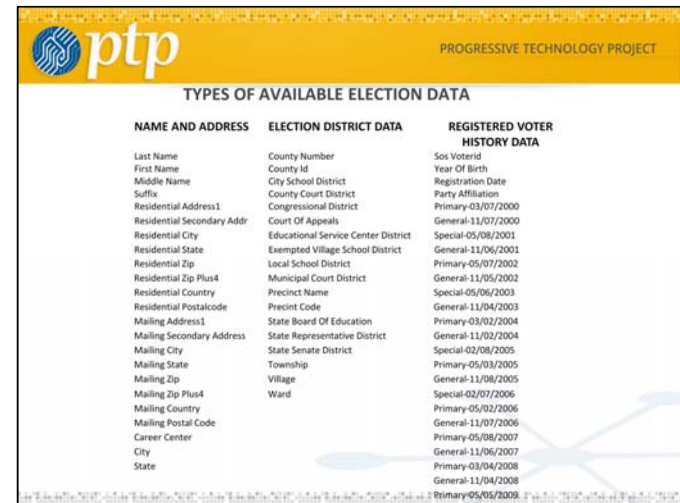 ptp
PROGRESSIVE TECHNOLOGY PROJECT
TYPES OF AVAILABLE ELECTION DATA
NAME AND ADDRESS
Last Name
First Name
Middle Name
Suffix
Residential Address1
Residential Secondary Addr
Residential City
Residential State
Residential Zip
Residential Zip Plus4
Residential Country
Residential Postalcode
Mailing Address1
Mailing Secondary Address
Mailing City
Mailing State
Mailing Zip
Mailing Zip Plus4
Mailing Country
Mailing Postal Code
Career Center
City
State
ELECTION DISTRICT DATA
County Number
County Id
City School District
County Court District
Congressional District
Court Of Appeals
Educational Service Center District
Exempted Village School District
Local School District
Municipal Court District
Precinct Name
Precint Code
State Board Of Education
State Representative District
State Senate District
Township
Village
Ward
REGISTERED VOTER
HISTORY DATA
Sos Voterid
Year Of Birth
Registration Date
Party Affiliation
Primary-03/07/2000
General-11/07/2000
Special-05/08/2001
General-11/06/2001
Primary-05/07/2002
General-11/05/2002
Special-05/06/2003
General-11/04/2003
Primary-03/02/2004
General-11/02/2004
Special-02/08/2005
Primary-05/03/2005
General-11/08/2005
Special-02/07/2006
Primary-05/02/2006
General-11/07/2006
Primary-05/08/2007
General-11/06/2007
Primary-03/04/2008
General-11/04/2008
Primary-05/05/2009